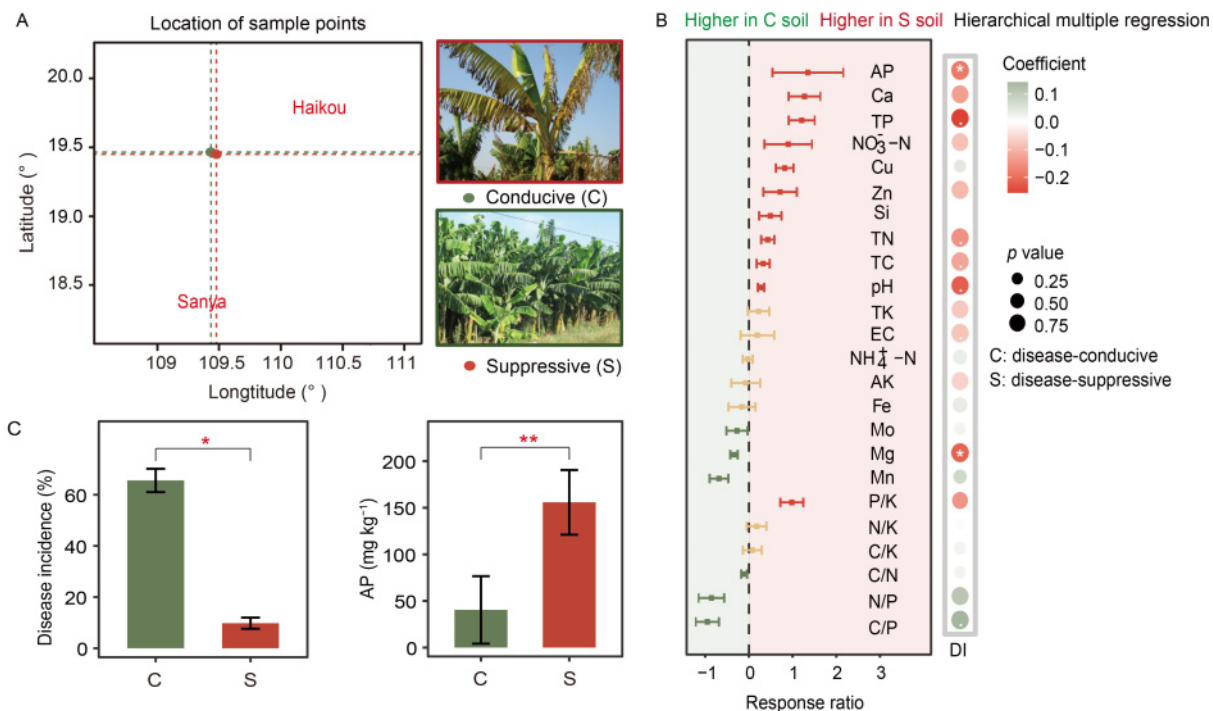 A
Location of sample points
20.0
19.5
19.0
18.5
Latitude (°)
Haikou
Sanya
109
109.5
110
110.5
111
Longtitude (°)
Conducive (C)
Suppressive (S)
B
Higher in C soil
Higher in S soil
Hierarchical multiple regression
AP
Ca
TP
NO₃⁻−N
Cu
Zn
Si
TN
TC
pH
TK
EC
NH₄⁺−N
AK
Fe
Mo
Mg
Mn
P/K
N/K
C/K
C/N
N/P
C/P
−1
0
1
2
3
Response ratio
DI
*
.
.
.
.
*
.
Coefficient
0.1
0.0
−0.1
−0.2
p value
0.25
0.50
0.75
C: disease-conducive
S: disease-suppressive
C
*
60
40
20
0
Disease incidence (%)
C
S
**
200
150
100
50
0
AP (mg kg⁻¹)
C
S